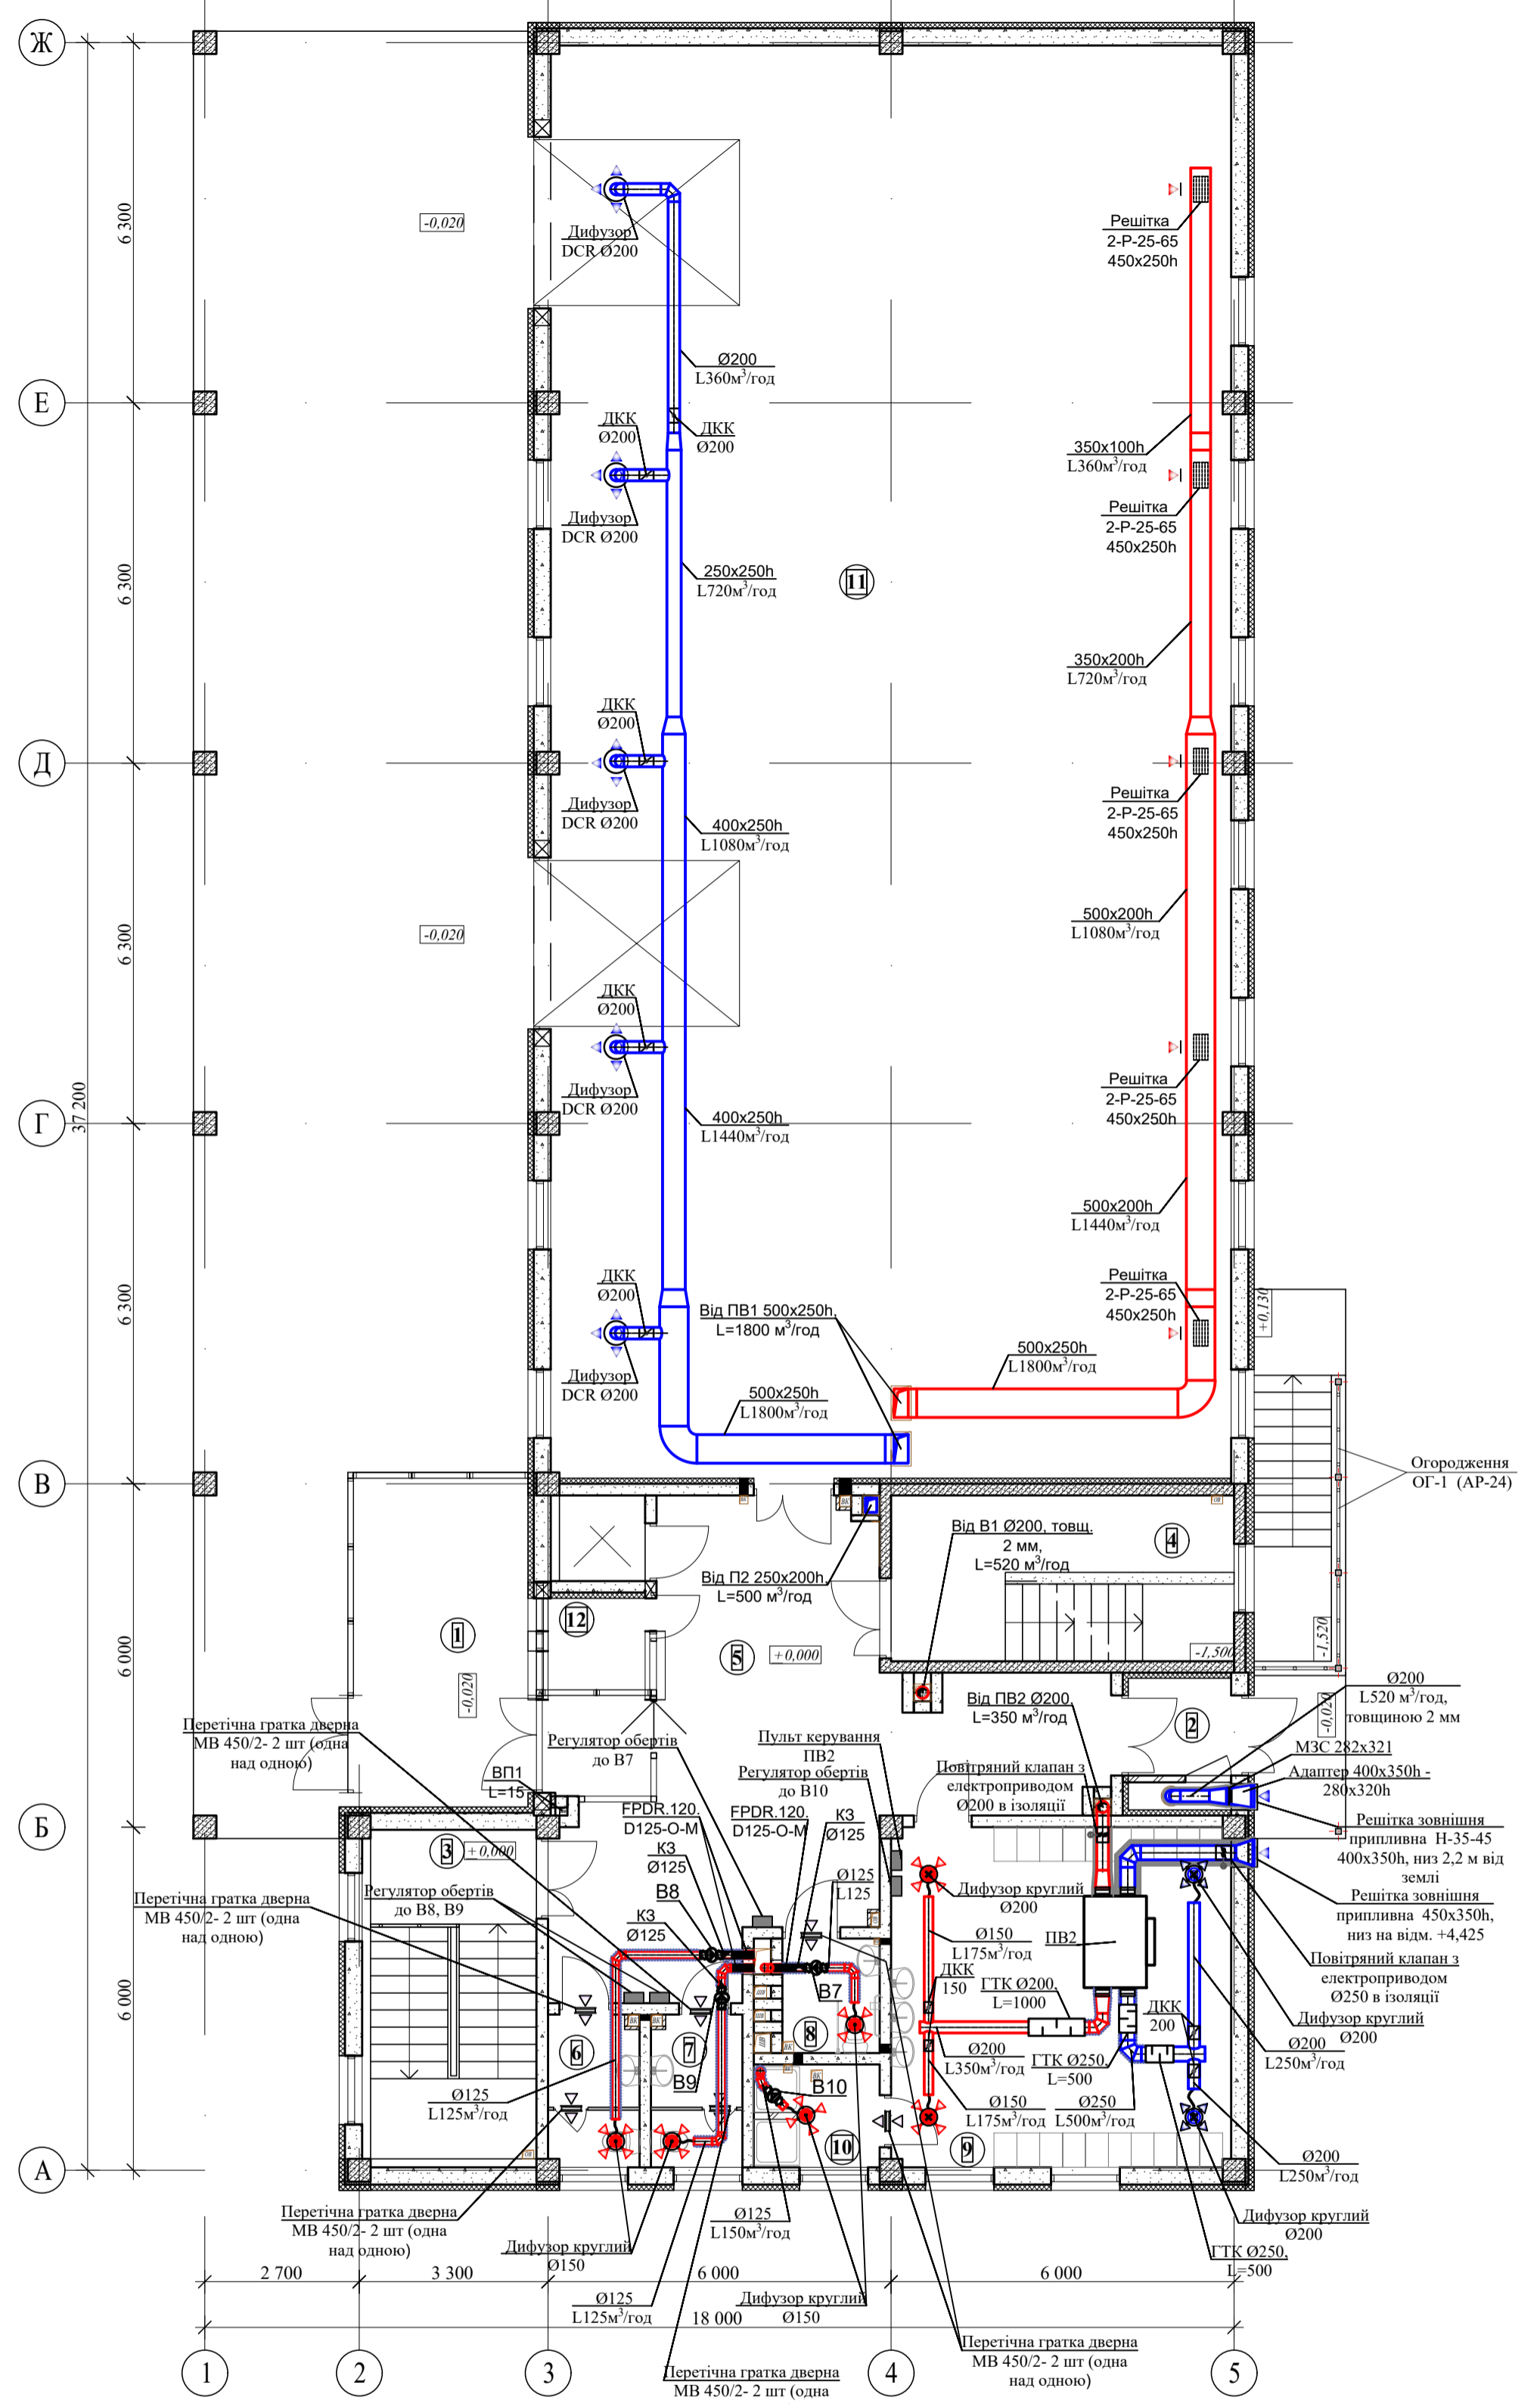 Ж
Е
Д
Г
В
Б
А
6 300
6 300
6 300
6 300
6 000
6 000
37 200
-0,020
-0,020
Дифузор
DCR Ø200
Ø200
L360м³/год
ДКК
Ø200
ДКК
Ø200
Дифузор
DCR Ø200
250x250h
L720м³/год
11
ДКК
Ø200
Дифузор
DCR Ø200
400x250h
L1080м³/год
ДКК
Ø200
Дифузор
DCR Ø200
400x250h
L1440м³/год
ДКК
Ø200
Дифузор
DCR Ø200
500x250h
L1800м³/год
Від ПВ1 500x250h,
L=1800 м³/год
500x250h
L1800м³/год
Решітка
2-Р-25-65
450x250h
350x100h
L360м³/год
Решітка
2-Р-25-65
450x250h
350x200h
L720м³/год
Решітка
2-Р-25-65
450x250h
500x200h
L1080м³/год
Решітка
2-Р-25-65
450x250h
500x200h
L1440м³/год
Решітка
2-Р-25-65
450x250h
+0,130
Огородження
ОГ-1 (АР-24)
-1,520
-1,500
-0,020
Від В1 Ø200, товщ.
2 мм,
L=520 м³/год
4
Від П2 250x200h,
L=500 м³/год
12
1
5
+0,000
-0,020
2
Від ПВ2 Ø200,
L=350 м³/год
Ø200
L520 м³/год,
товщиною 2 мм
МЗС 282x321
Адаптер 400x350h -
280x320h
Решітка зовнішня
припливна Н-35-45
400x350h, низ 2,2 м від
землі
Решітка зовнішня
припливна 450x350h,
низ на відм. +4,425
Повітряний клапан з
електроприводом
Ø250 в ізоляції
Дифузор круглий
Ø200
Ø200
L250м³/год
Ø200
L250м³/год
Дифузор круглий
Ø200
ГТК Ø250,
L=500
Перетічна гратка дверна
МВ 450/2- 2 шт (одна
над одною)
Регулятор обертів
до В7
Пульт керування
ПВ2
Регулятор обертів
до В10
Повітряний клапан з
електроприводом
Ø200 в ізоляції
ВП1
L=15
FPDR.120.
D125-O-M
FPDR.120.
D125-O-M
КЗ
Ø125
КЗ
Ø125
В8
КЗ
Ø125
Ø125
L125
3
+0,000
Перетічна гратка дверна
МВ 450/2- 2 шт (одна
над одною)
Регулятор обертів
до В8, В9
Дифузор круглий
Ø200
Ø150
L175м³/год
ПВ2
ДКК
150
ГТК Ø200,
L=1000
ДКК
200
В7
6
7
8
Ø200
L350м³/год
ГТК Ø250,
L=500
В9
В10
Ø125
L125м³/год
Ø150
L175м³/год
Ø250
L500м³/год
10
9
Перетічна гратка дверна
МВ 450/2- 2 шт (одна
над одною)
Дифузор круглий
Ø150
Ø125
L150м³/год
Ø125
L125м³/год
Дифузор круглий
Ø150
Перетічна гратка дверна
МВ 450/2- 2 шт (одна
Перетічна гратка дверна
МВ 450/2- 2 шт (одна
над одною)
2 700
3 300
6 000
6 000
18 000
1
2
3
4
5